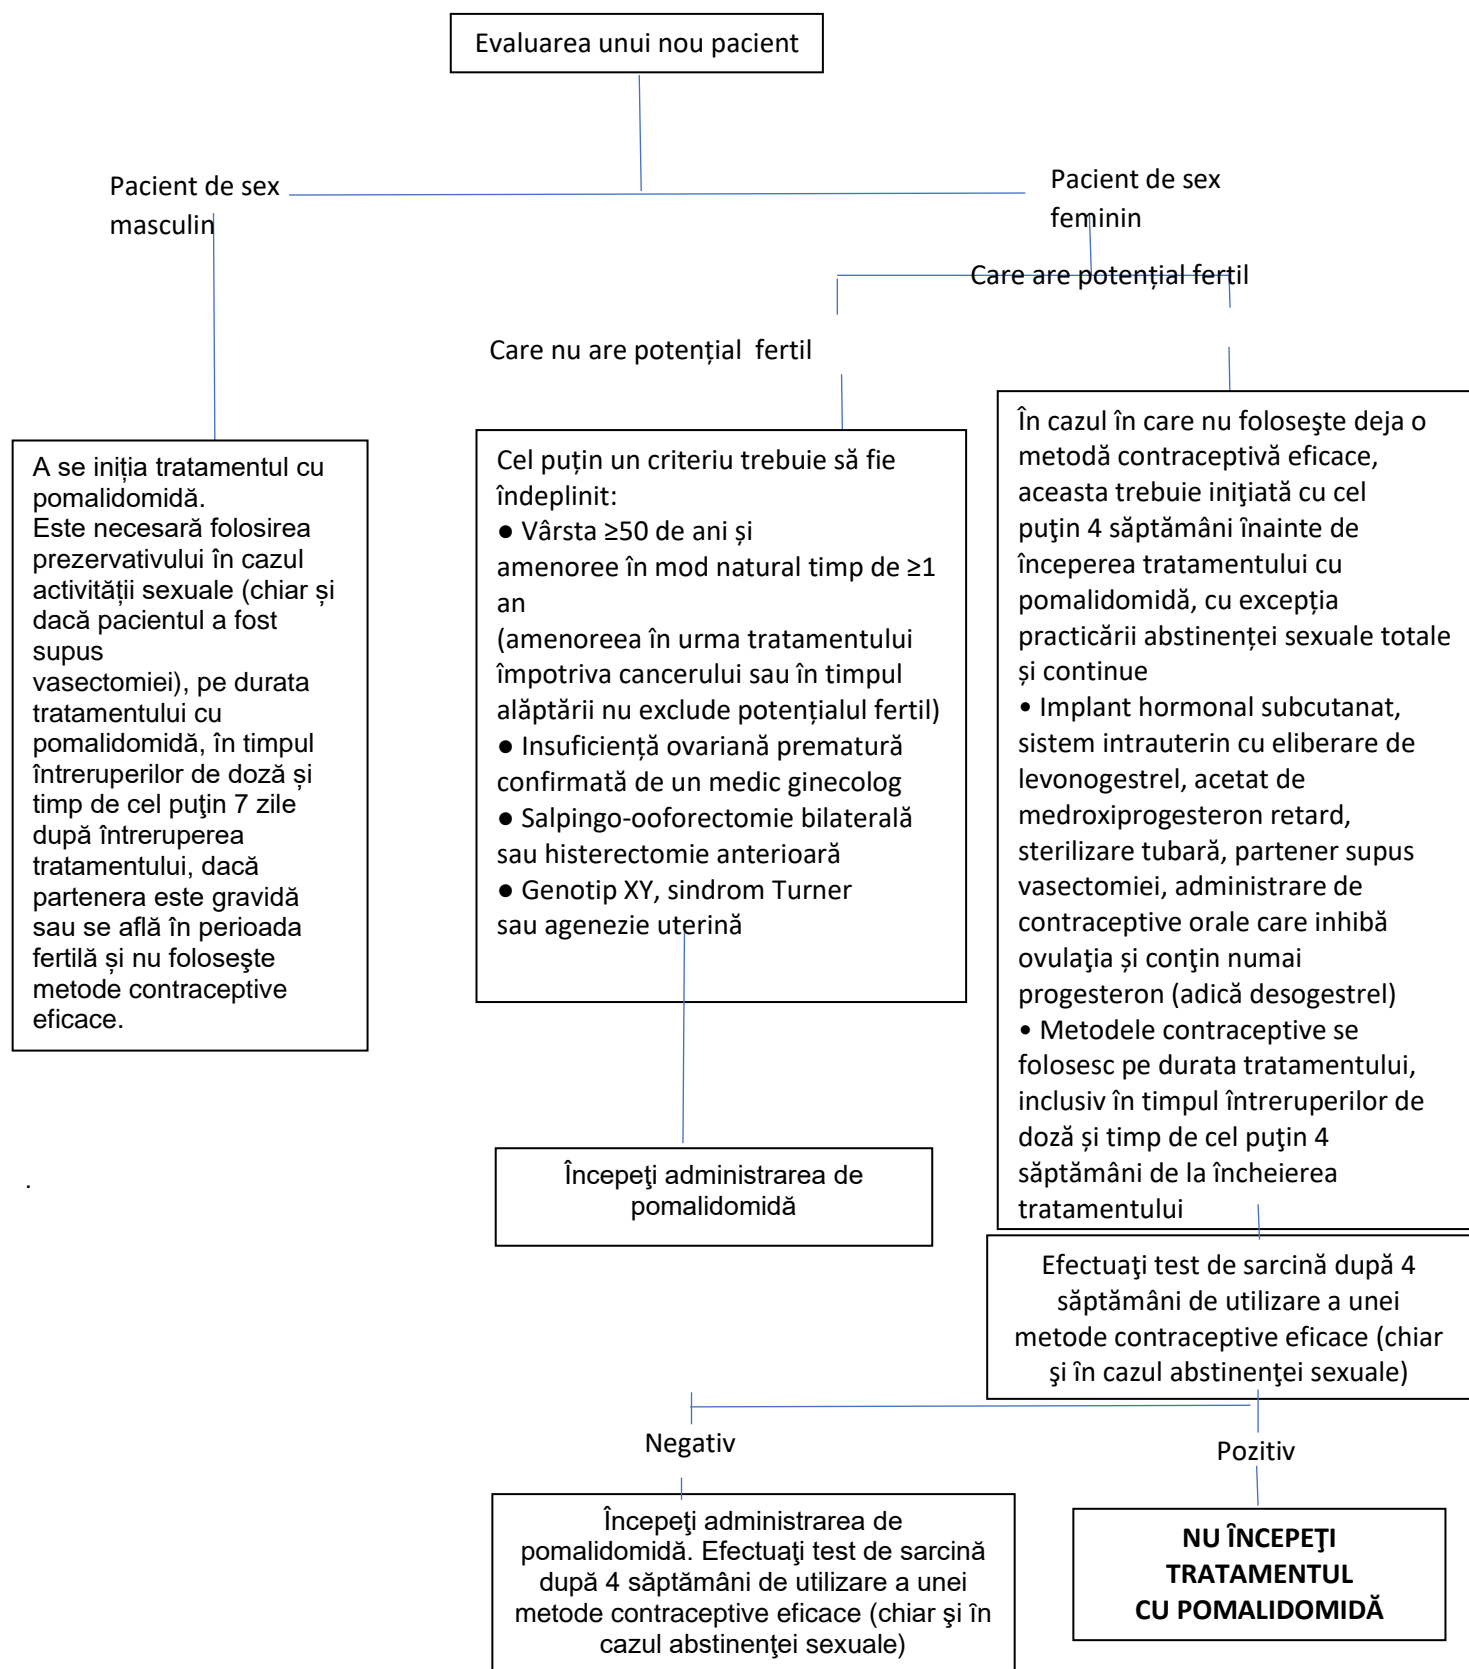 Evaluarea unui nou pacient
Pacient de sex
masculin
Pacient de sex
feminin
Care are potențial fertil
Care nu are potențial  fertil
A se iniția tratamentul cu
pomalidomidă.
Este necesară folosirea
prezervativului în cazul
activității sexuale (chiar și
dacă pacientul a fost
supus
vasectomiei), pe durata
tratamentului cu
pomalidomidă, în timpul
întreruperilor de doză și
timp de cel puţin 7 zile
după întreruperea
tratamentului, dacă
partenera este gravidă
sau se află în perioada
fertilă și nu foloseşte
metode contraceptive
eficace.
Cel puțin un criteriu trebuie să fie
îndeplinit:
● Vârsta ≥50 de ani și
amenoree în mod natural timp de ≥1
an
(amenoreea în urma tratamentului
împotriva cancerului sau în timpul
alăptării nu exclude potențialul fertil)
● Insuficiență ovariană prematură
confirmată de un medic ginecolog
● Salpingo-ooforectomie bilaterală
sau histerectomie anterioară
● Genotip XY, sindrom Turner
sau agenezie uterină
Începeţi administrarea de
pomalidomidă
În cazul în care nu foloseşte deja o
metodă contraceptivă eficace,
aceasta trebuie iniţiată cu cel
puţin 4 săptămâni înainte de
începerea tratamentului cu
pomalidomidă, cu excepția
practicării abstinenței sexuale totale
și continue
• Implant hormonal subcutanat,
sistem intrauterin cu eliberare de
levonogestrel, acetat de
medroxiprogesteron retard,
sterilizare tubară, partener supus
vasectomiei, administrare de
contraceptive orale care inhibă
ovulaţia și conţin numai
progesteron (adică desogestrel)
• Metodele contraceptive se
folosesc pe durata tratamentului,
inclusiv în timpul întreruperilor de
doză și timp de cel puţin 4
săptămâni de la încheierea
tratamentului
.
Efectuaţi test de sarcină după 4
săptămâni de utilizare a unei
metode contraceptive eficace (chiar
şi în cazul abstinenţei sexuale)
Negativ
Pozitiv
Începeţi administrarea de
pomalidomidă. Efectuaţi test de sarcină
după 4 săptămâni de utilizare a unei
metode contraceptive eficace (chiar şi în
cazul abstinenţei sexuale)
NU ÎNCEPEŢI
TRATAMENTUL
CU POMALIDOMIDĂ